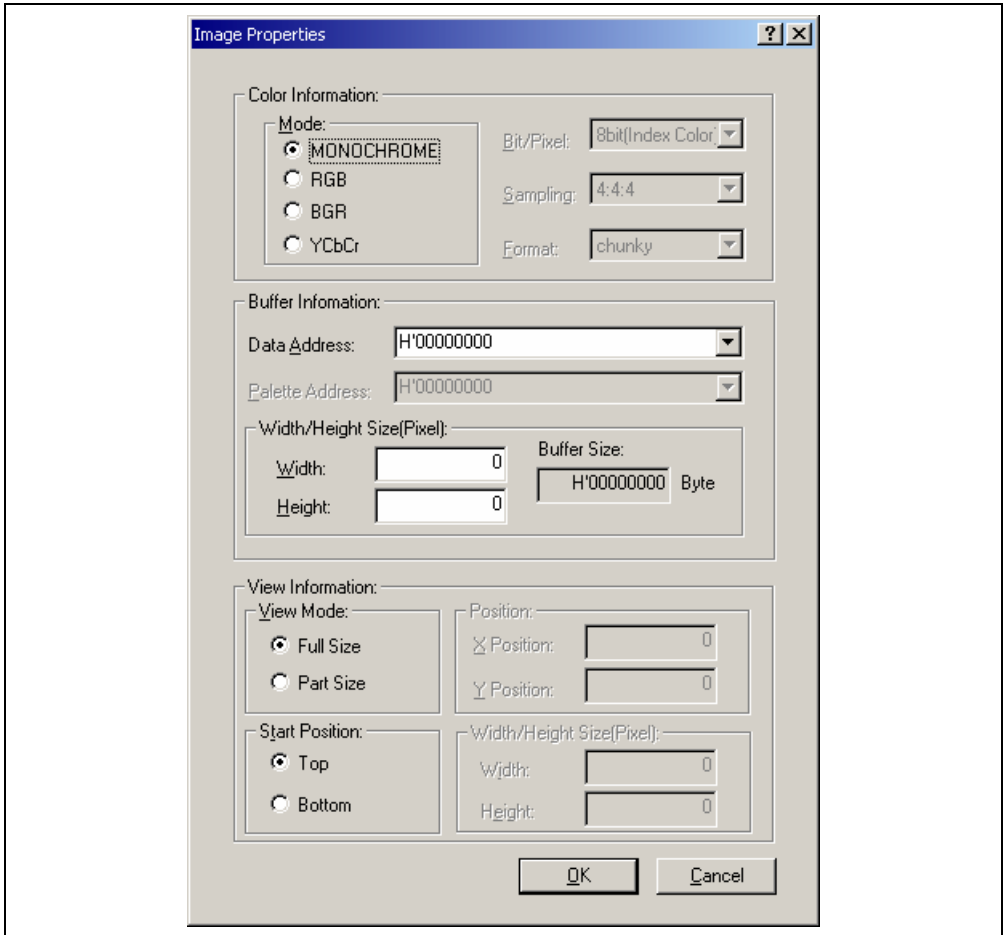 Image Properties
Color Information:
Mode:
MONOCHROME
RGB
BGR
YCbCr
Bit/Pixel: 8bit(Index Color)
Sampling: 4:4:4
Format: chunky
Buffer Infomation:
Data Address: H'00000000
Palette Address: H'00000000
Width/Height Size(Pixel):
Width: 0
Height: 0
Buffer Size:
H'00000000 Byte
View Information:
View Mode:
Full Size
Part Size
Position:
X Position: 0
Y Position: 0
Start Position:
Top
Bottom
Width/Height Size(Pixel):
Width: 0
Height: 0
OK Cancel